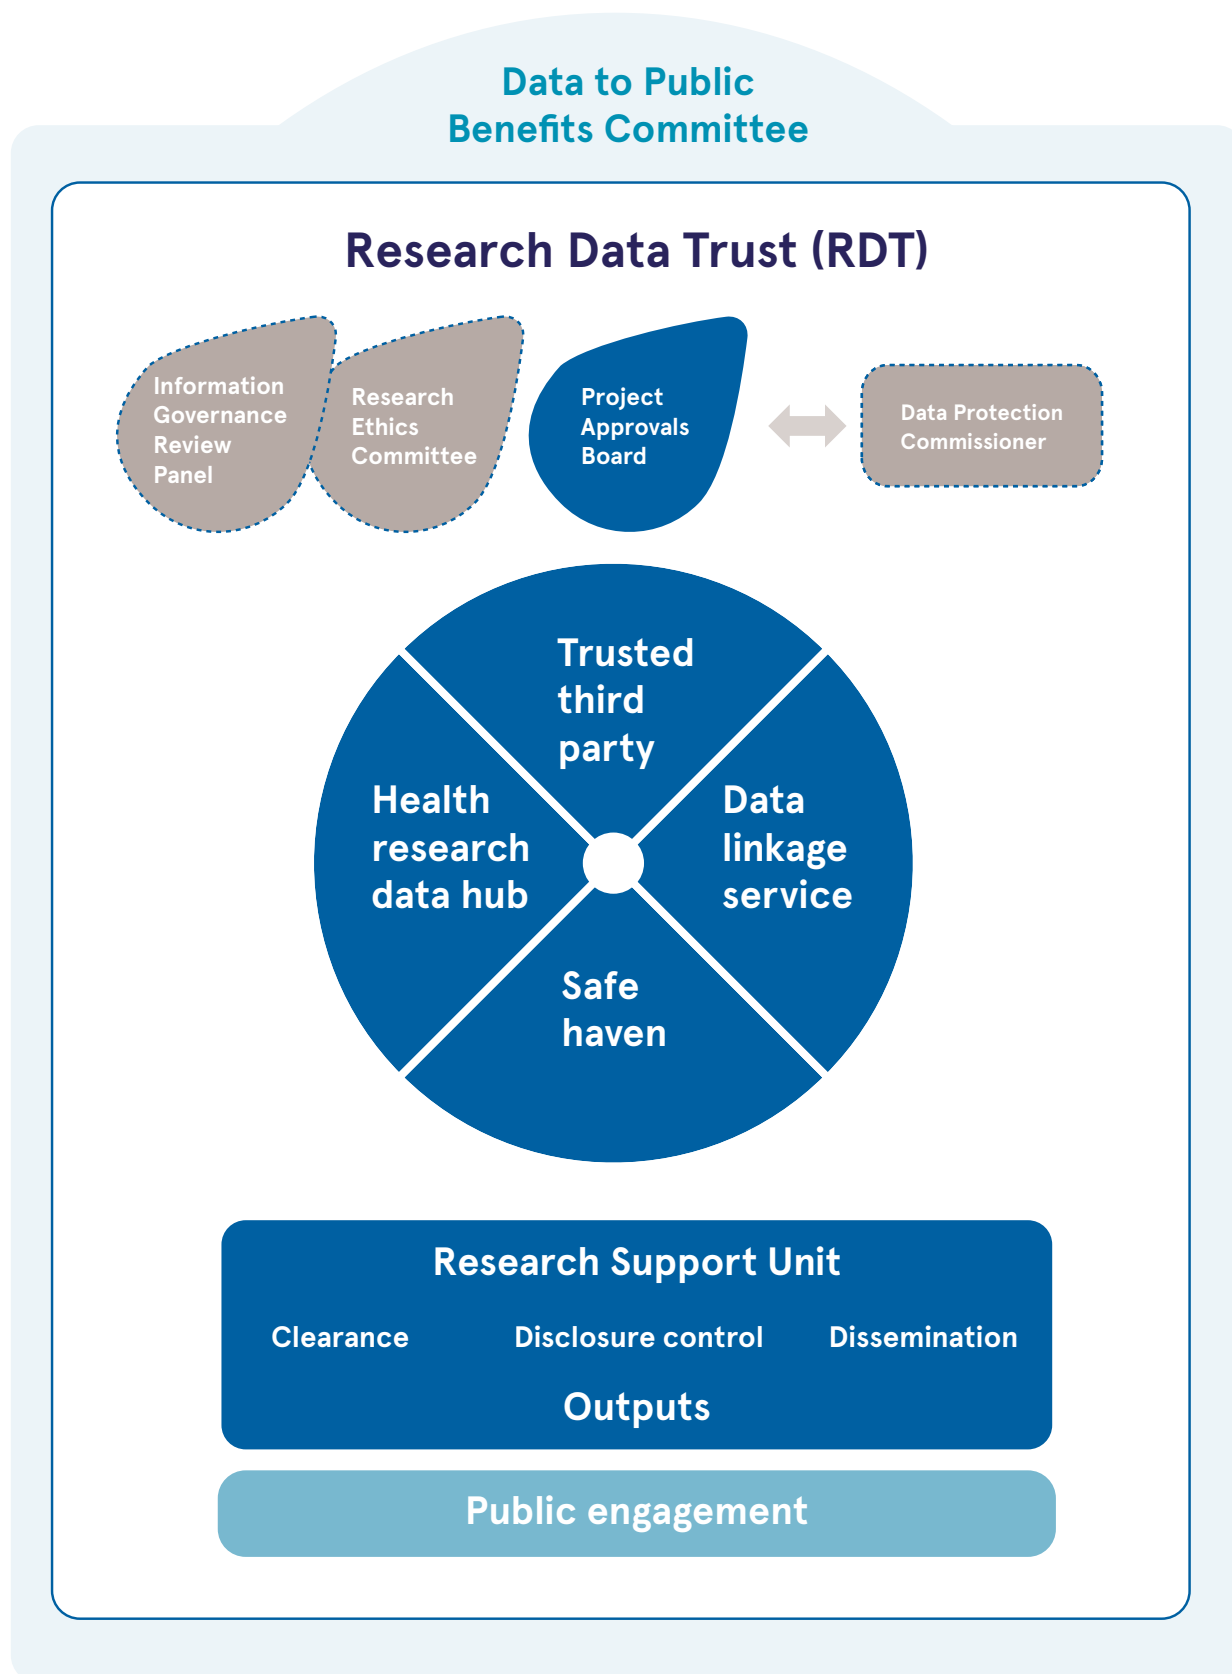 Data to Public
Benefits Committee
Research Data Trust (RDT)
Information
Governance
Review
Panel
Research
Ethics
Committee
Project
Approvals
Board
Data Protection
Commissioner
Trusted
third
party
Health
research
data hub
Data
linkage
service
Safe
haven
Research Support Unit
Clearance
Disclosure control
Dissemination
Outputs
Public engagement